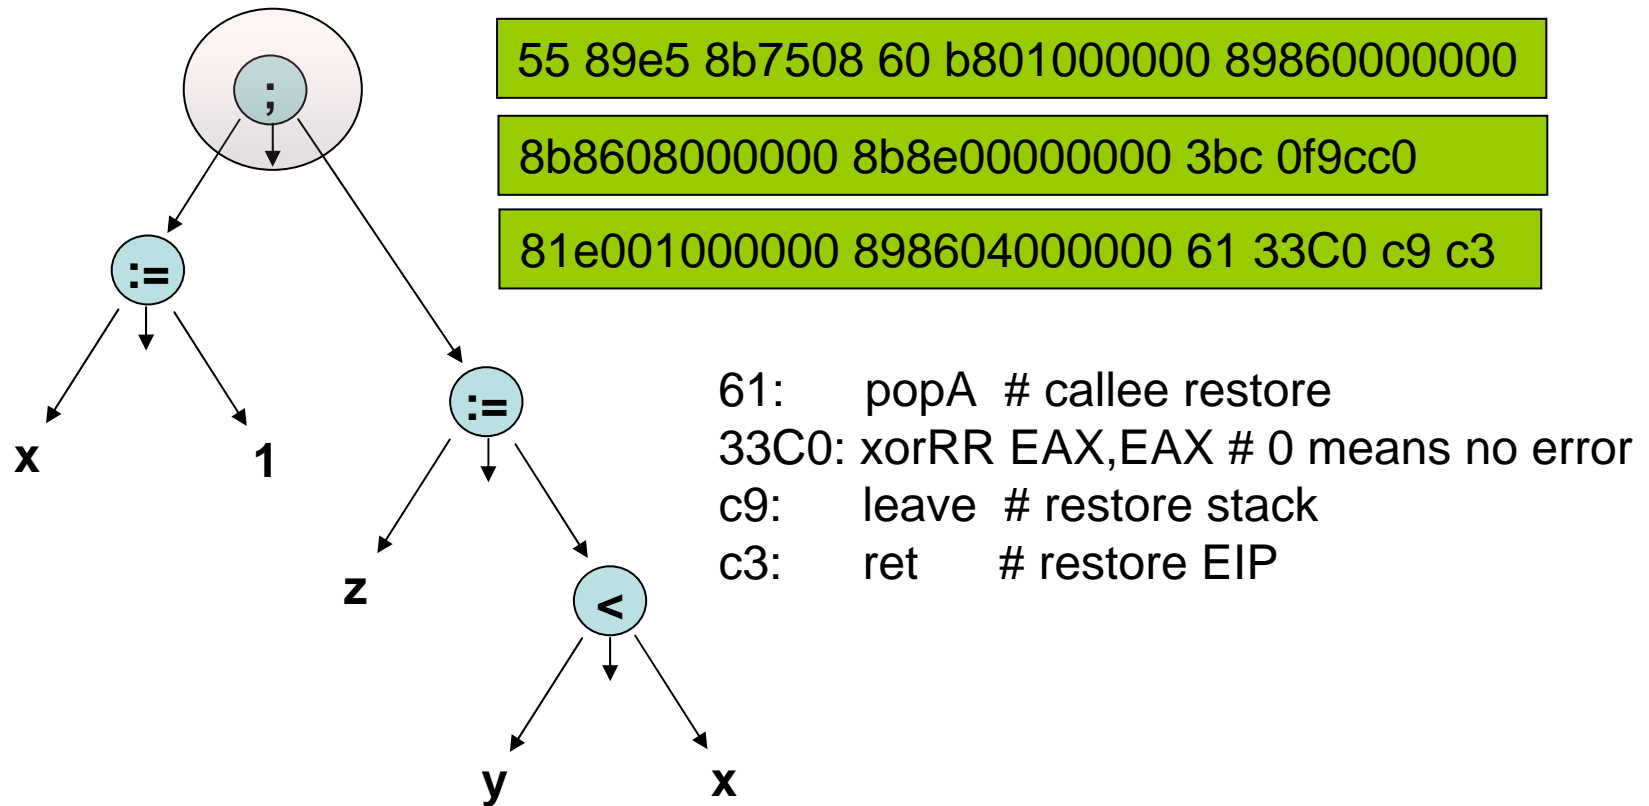 ;
55 89e5 8b7508 60 b801000000 89860000000
8b8608000000 8b8e00000000 3bc 0f9cc0
81e001000000 898604000000 61 33C0 c9 c3
:=
:=
x
1
61: popA # callee restore
33C0: xorRR EAX,EAX # 0 means no error
c9: leave # restore stack
c3: ret # restore EIP
z
<
y
x